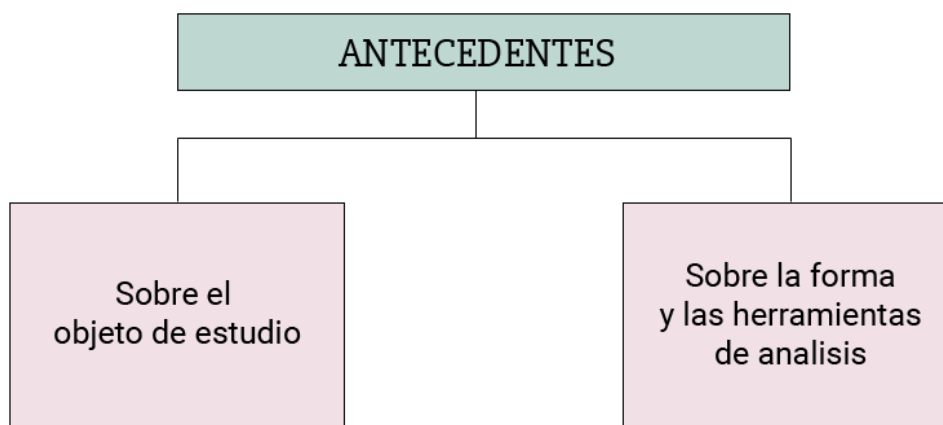 ANTECEDENTES
Sobre el
objeto de estudio
Sobre la forma
y las herramientas
de analisis